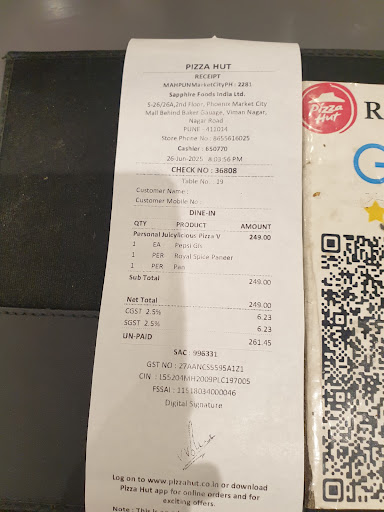 PIZZA HUT
RECEIPT
MAHPUNMarketCityPH : 2281
Sapphire Foods India Ltd.
S-26/26A,2nd Floor, Phoenix Market City
Mall Behind Baker Gauage, Viman Nagar,
Nagar Road
PUNE - 411014
Store Phone No : 8655616025
Cashier : 650770
26-Jun-2025 8:03:56 PM
CHECK NO : 36808
Table No : 19
Customer Name :
Customer Mobile No :
DINE-IN
QTY PRODUCT AMOUNT
Personal Juicylicious Pizza V 249.00
1 EA Pepsi Gls
1 PER Royal Spice Paneer
1 PER Pan
Sub Total 249.00
Net Total 249.00
CGST 2.5% 6.23
SGST 2.5% 6.23
UN-PAID 261.45
SAC : 996331
GST NO : 27AANCS5595A1Z1
CIN : L55204MH2009PLC197005
FSSAI : 11518034000046
Digital Signature
Log on to www.pizzahut.co.in or download
Pizza Hut app for online orders and for
exciting offers.
Pizza
Hut
R
G